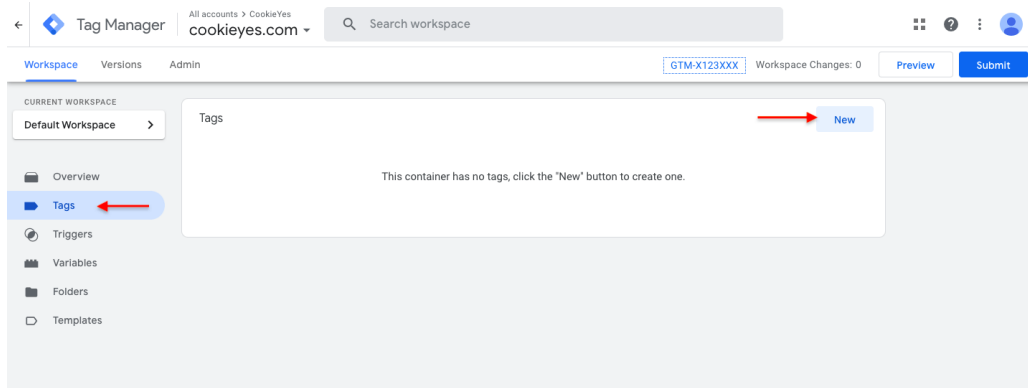 Tag Manager
All accounts > CookieYes
cookieyes.com
Search workspace
Workspace Versions Admin
GTM-X123XXX Workspace Changes: 0 Preview Submit
CURRENT WORKSPACE
Default Workspace
Tags
New
This container has no tags, click the "New" button to create one.
Overview
Tags
Triggers
Variables
Folders
Templates